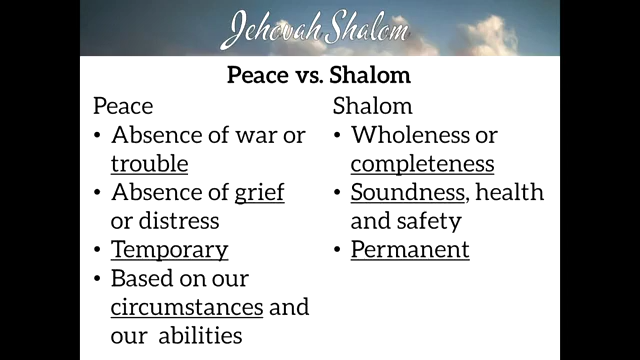 Jehovah Shalom
Peace vs. Shalom
Peace
• Absence of war or
trouble
• Absence of grief
or distress
• Temporary
• Based on our
circumstances and
our abilities
Shalom
• Wholeness or
completeness
• Soundness, health
and safety
• Permanent